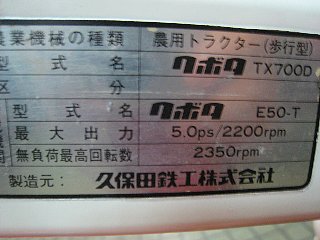 農業機械の種類 農用トラクター(歩行型)
型式名 クボタ TX700D
区分
型式名 クボタ E50-T
最大出力 5.0ps/2200rpm
無負荷最高回転数 2350rpm
製造元: 久保田鉄工株式会社